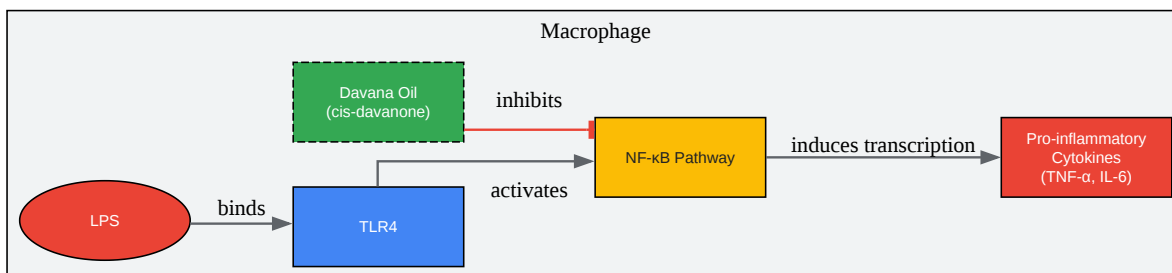 Macrophage
Davana Oil
(cis-davanone)
inhibits
NF-κB Pathway
induces transcription
Pro-inflammatory
Cytokines
(TNF-α, IL-6)
activates
LPS
binds
TLR4